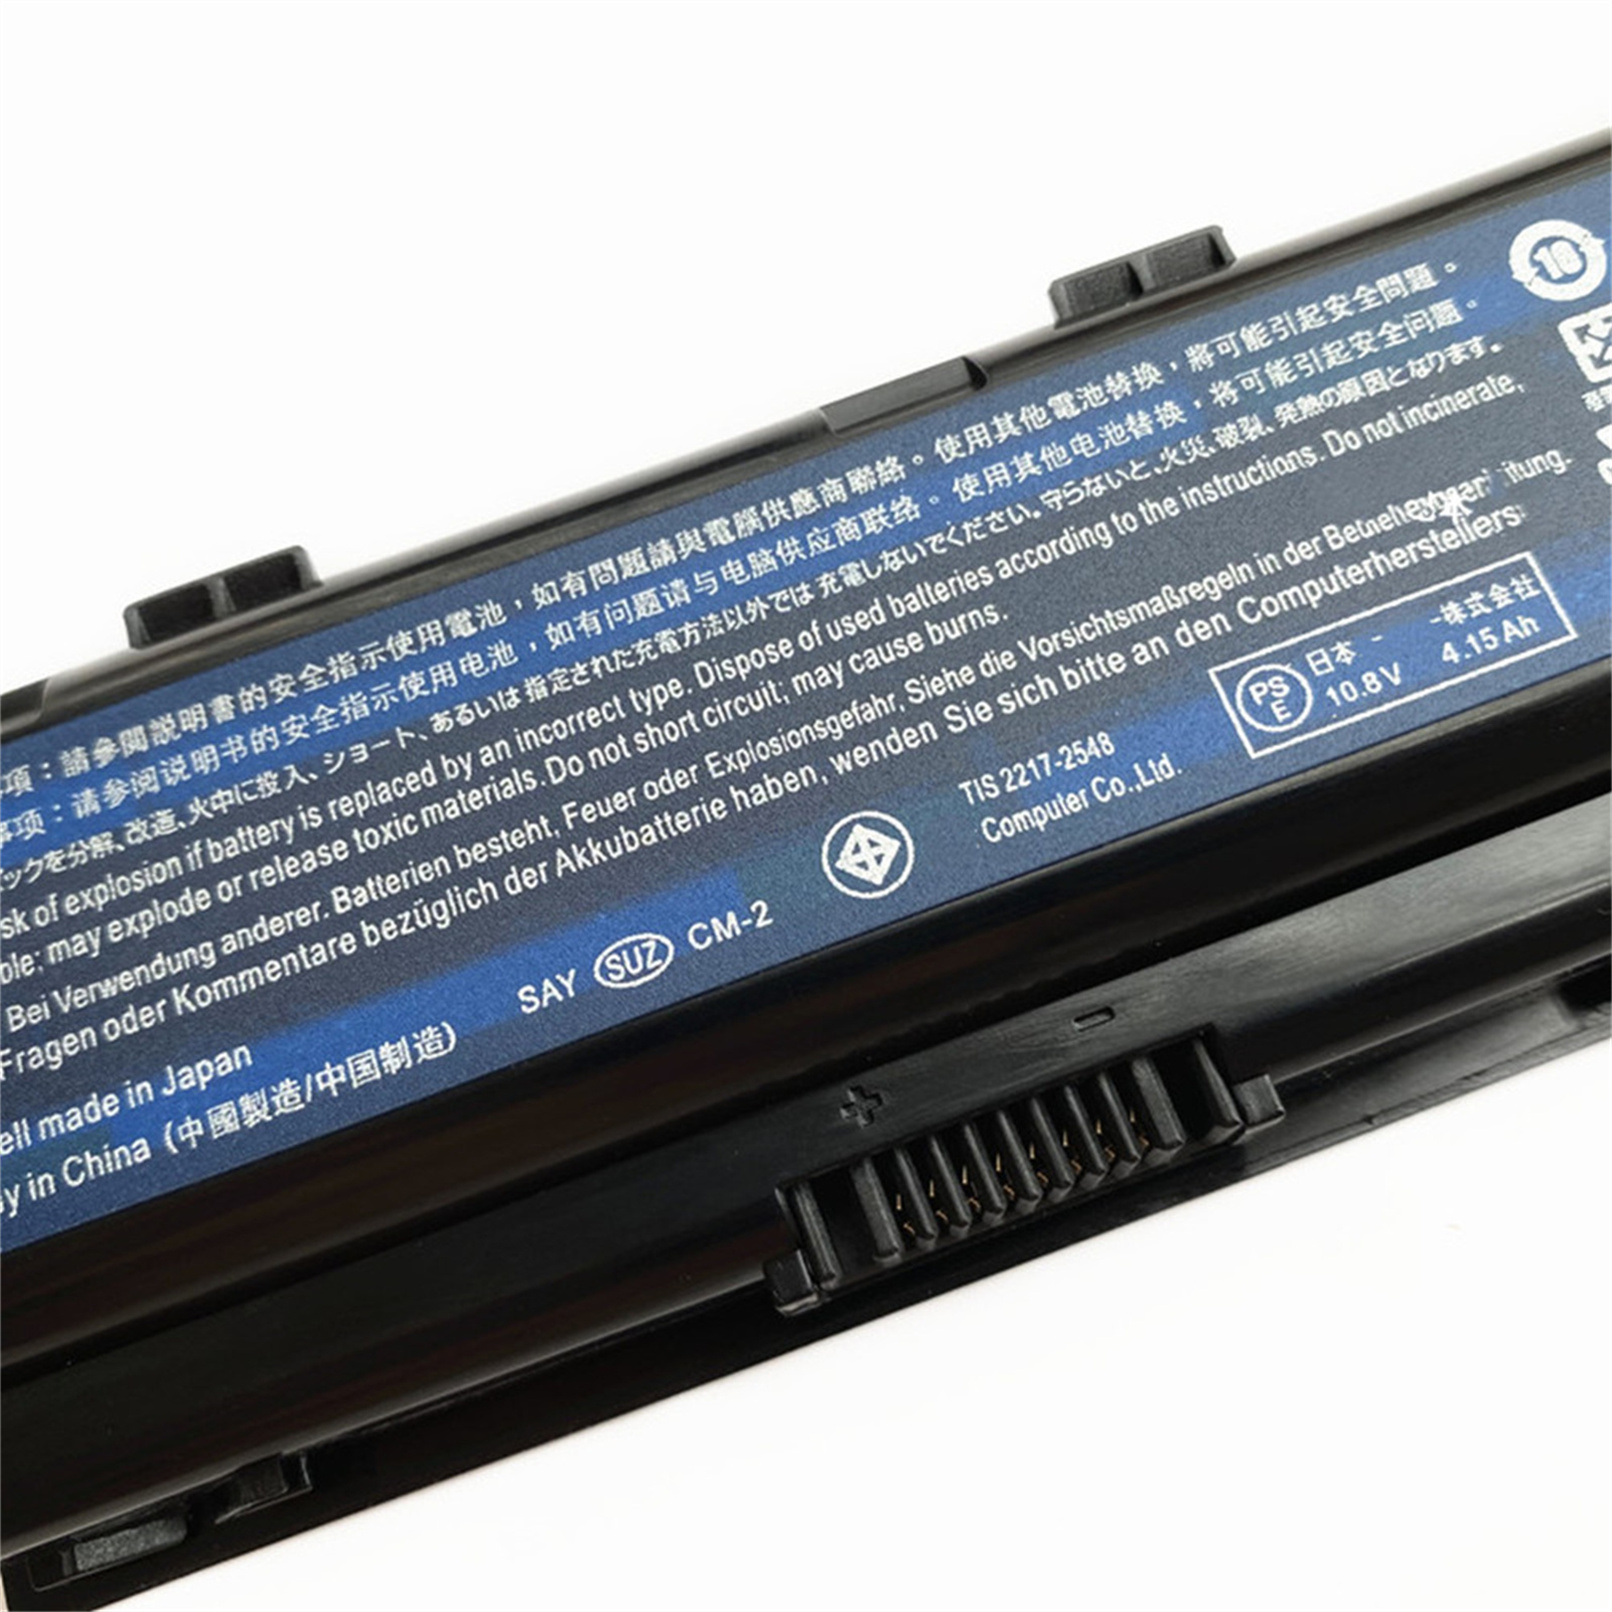 項：請參閱説明書的安全指示使用電池，如有問題請與電腦供應商聯絡。使用其他電池替換，將可能引起安全問題。
事项：请参阅说明书的安全指示使用电池，如有问题请与电脑供应商联络。使用其他电池替换，将可能引起安全问题。
ックを分解、改造、火中に投入、ショート、あるいは指定された充電方法以外では充電しないでください。守らないと、火災、破裂、発熱の原因となります。
sk of explosion if battery is replaced by an incorrect type. Dispose of used batteries according to the instructions. Do not incinerate,
ble; may explode or release toxic materials. Do not short circuit; may cause burns.
Bei Verwendung anderer. Batterien besteht, Feuer oder Explosionsgefahr, Siehe die Vorsichtsmaßregeln in der itung.
Fragen oder Kommentare bezüglich der Akkubatterie haben, wenden Sie sich bitte an den Computerherstellers
ell made in Japan
y in China (中國製造/中国制造)
SAY SUZ CM-2
TIS 2217-2548
Computer Co.,Ltd.
PS
E
日本 株式会社
10.8V 4.15Ah
10